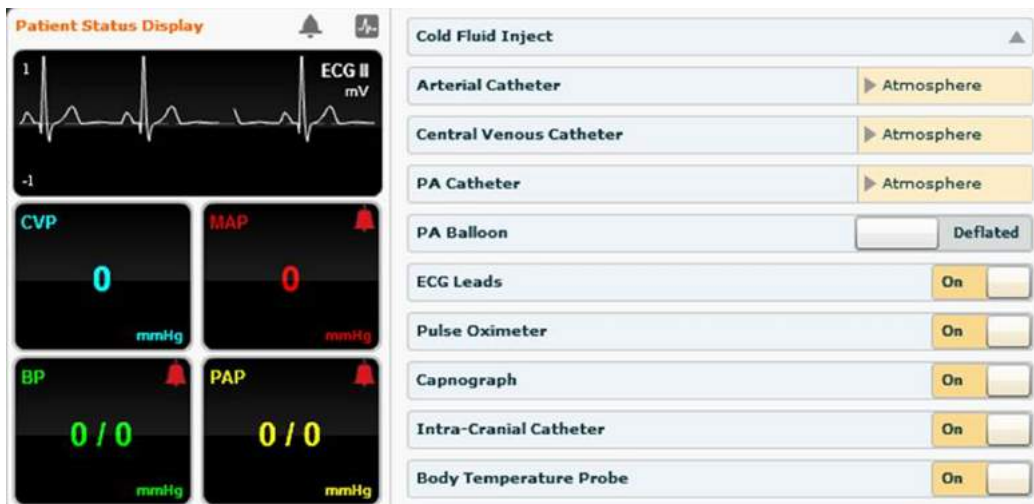 Patient Status Display
1
ECG II
mV
-1
CVP
0
mmHg
MAP
0
mmHg
BP
0 / 0
mmHg
PAP
0 / 0
mmHg
Cold Fluid Inject
Arterial Catheter Atmosphere
Central Venous Catheter Atmosphere
PA Catheter Atmosphere
PA Balloon Deflated
ECG Leads On
Pulse Oximeter On
Capnograph On
Intra-Cranial Catheter On
Body Temperature Probe On